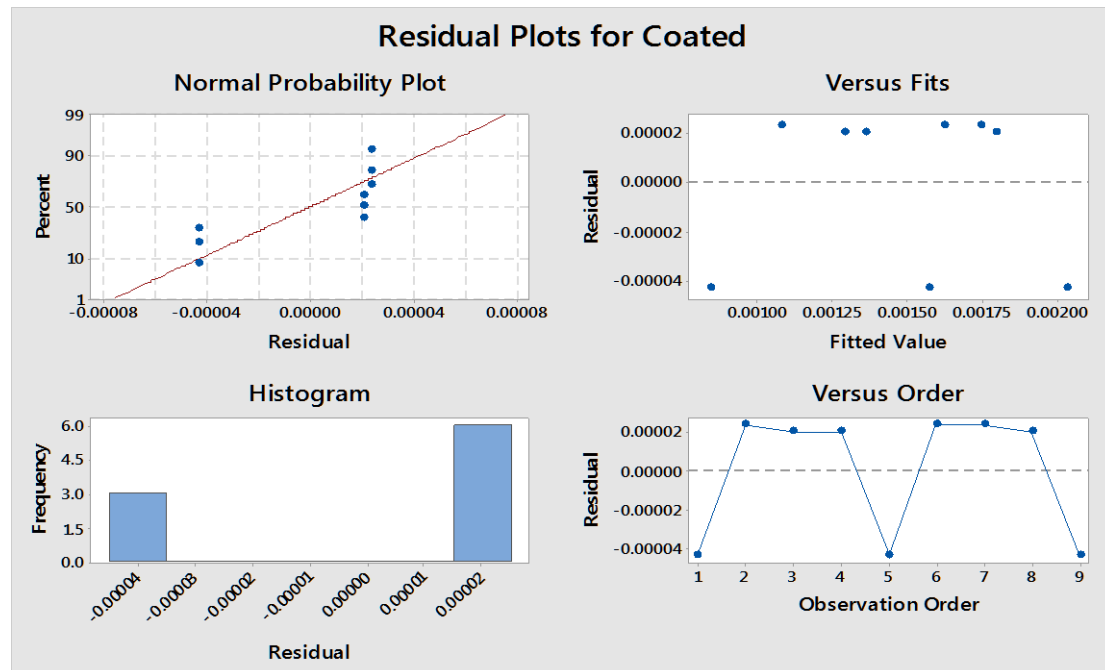 Residual Plots for Coated
Normal Probability Plot
99
90
50
10
1
Percent
-0.00008 -0.00004 0.00000 0.00004 0.00008
Residual
Versus Fits
0.00002
0.00000
-0.00002
-0.00004
Residual
0.00100 0.00125 0.00150 0.00175 0.00200
Fitted Value
Histogram
6.0
4.5
3.0
1.5
0.0
Frequency
-0.00004 -0.00003 -0.00002 -0.00001 0.00000 0.00001 0.00002
Residual
Versus Order
0.00002
0.00000
-0.00002
-0.00004
Residual
1 2 3 4 5 6 7 8 9
Observation Order